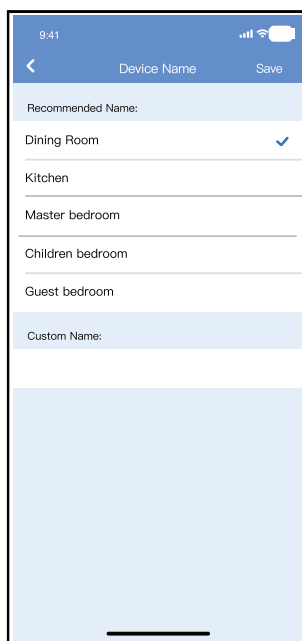 9:41
Device Name Save
Recommended Name:
Dining Room
Kitchen
Master bedroom
Children bedroom
Guest bedroom
Custom Name: